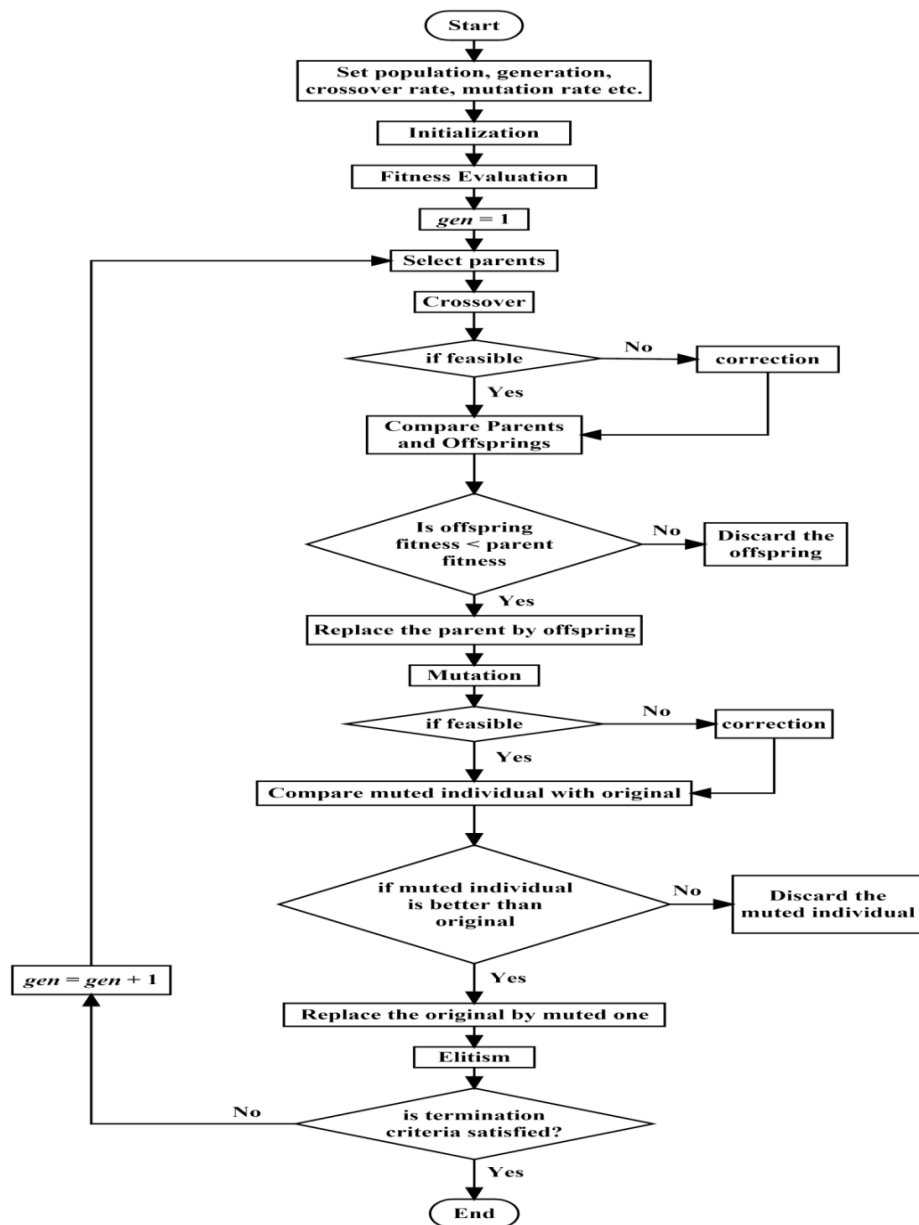 Start
Set population, generation,
crossover rate, mutation rate etc.
Initialization
Fitness Evaluation
gen = 1
Select parents
Crossover
if feasible
No
correction
Yes
Compare Parents
and Offsprings
Is offspring
fitness < parent
fitness
No
Discard the
offspring
Yes
Replace the parent by offspring
Mutation
if feasible
No
correction
Yes
Compare muted individual with original
if muted individual
is better than
original
No
Discard the
muted individual
Yes
gen = gen + 1
Replace the original by muted one
Elitism
is termination
criteria satisfied?
No
Yes
End